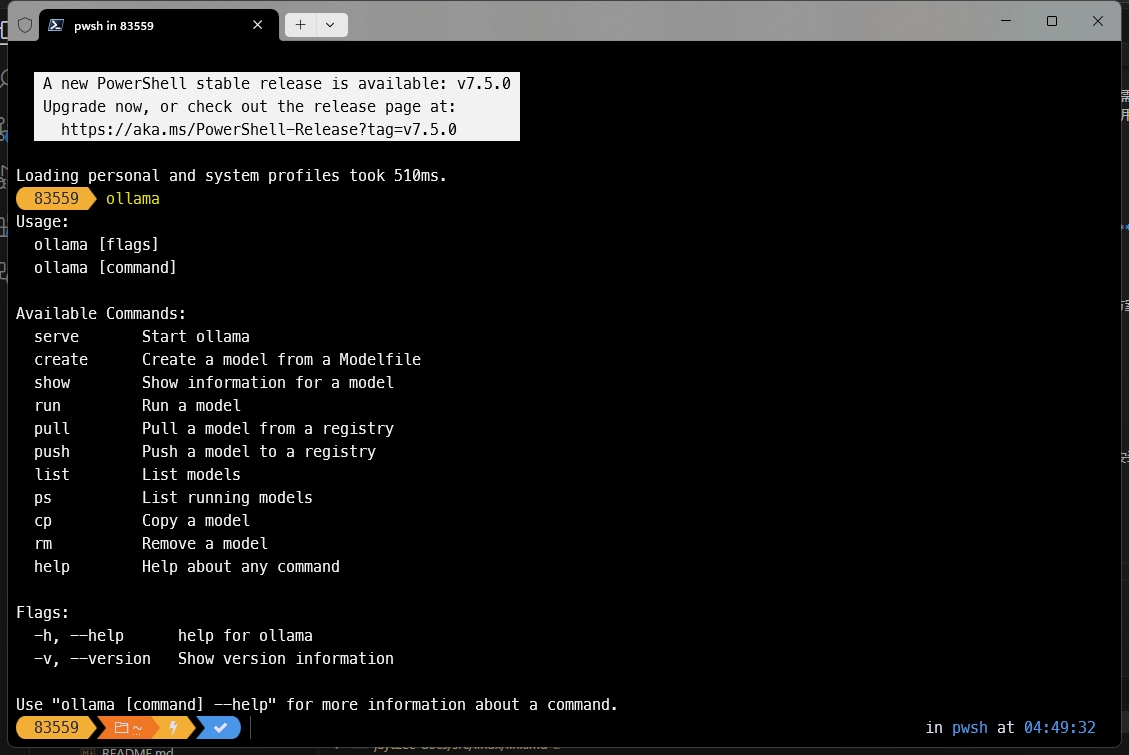 pwsh in 83559
A new PowerShell stable release is available: v7.5.0
Upgrade now, or check out the release page at:
https://aka.ms/PowerShell-Release?tag=v7.5.0
Loading personal and system profiles took 510ms.
83559 ollama
Usage:
ollama [flags]
ollama [command]
Available Commands:
serve Start ollama
create Create a model from a Modelfile
show Show information for a model
run Run a model
pull Pull a model from a registry
push Push a model to a registry
list List models
ps List running models
cp Copy a model
rm Remove a model
help Help about any command
Flags:
-h, --help help for ollama
-v, --version Show version information
Use "ollama [command] --help" for more information about a command.
83559 ~ in pwsh at 04:49:32
README.md